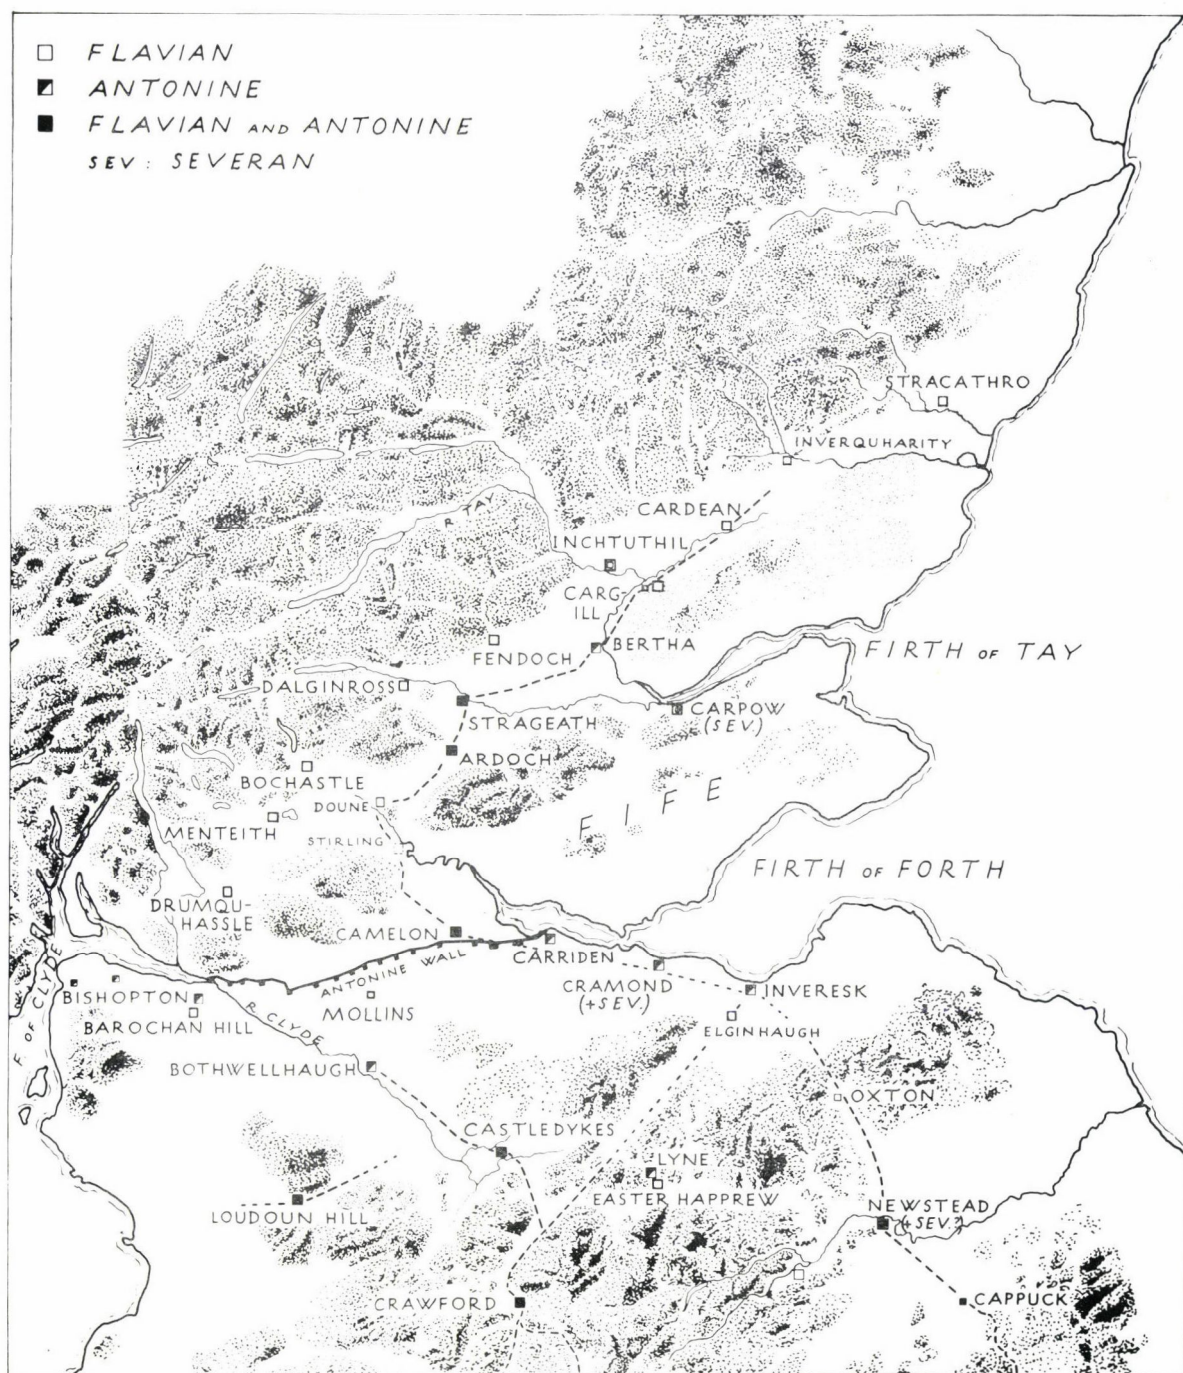 FLAVIAN
ANTONINE
FLAVIAN AND ANTONINE
SEV : SEVERAN
STRACATHRO
INVERQUHARITY
CARDEAN
R TAY
INCHTUTHIL
CARG-
ILL
BERTHA
FIRTH OF TAY
FENDOCH
DALGINROSS
STRAGEATH
CARPOW
(SEV.)
ARDOCH
BOCHASTLE
DOUNE
FIFE
MENTEITH
STIRLING
FIRTH OF FORTH
DRUMQU-
HASSLE
CAMELON
CARRIDEN
ANTONINE WALL
CRAMOND
(+SEV.)
INVERESK
F. OF CLYDE
BISHOPTON
BAROCHAN HILL
R. CLYDE
MOLLINS
ELGINHAUGH
BOTHWELLHAUGH
OXTON
CASTLEDYKES
LYNE
EASTER HAPPREW
LOUDOUN HILL
NEWSTEAD
(+SEV.?)
CRAWFORD
CAPPUCK